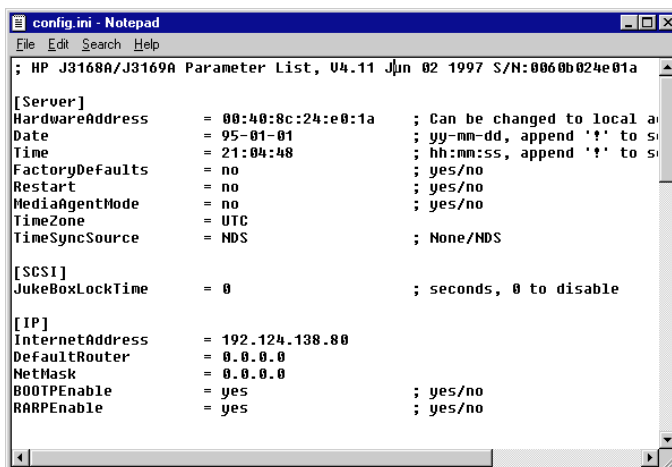 config.ini - Notepad
File Edit Search Help
; HP J3168A/J3169A Parameter List, V4.11 Jun 02 1997 S/N:0060b024e01a
[Server]
HardwareAddress = 00:40:8c:24:e0:1a ; Can be changed to local
Date = 95-01-01 ; yy-mm-dd, append '!' to
Time = 21:04:48 ; hh:mm:ss, append '!' to
FactoryDefaults = no ; yes/no
Restart = no ; yes/no
MediaAgentMode = no ; yes/no
TimeZone = UTC
TimeSyncSource = NDS ; None/NDS
[SCSI]
JukeBoxLockTime = 0 ; seconds, 0 to disable
[IP]
InternetAddress = 192.124.138.80
DefaultRouter = 0.0.0.0
NetMask = 0.0.0.0
BOOTPEnable = yes ; yes/no
RARPEnable = yes ; yes/no